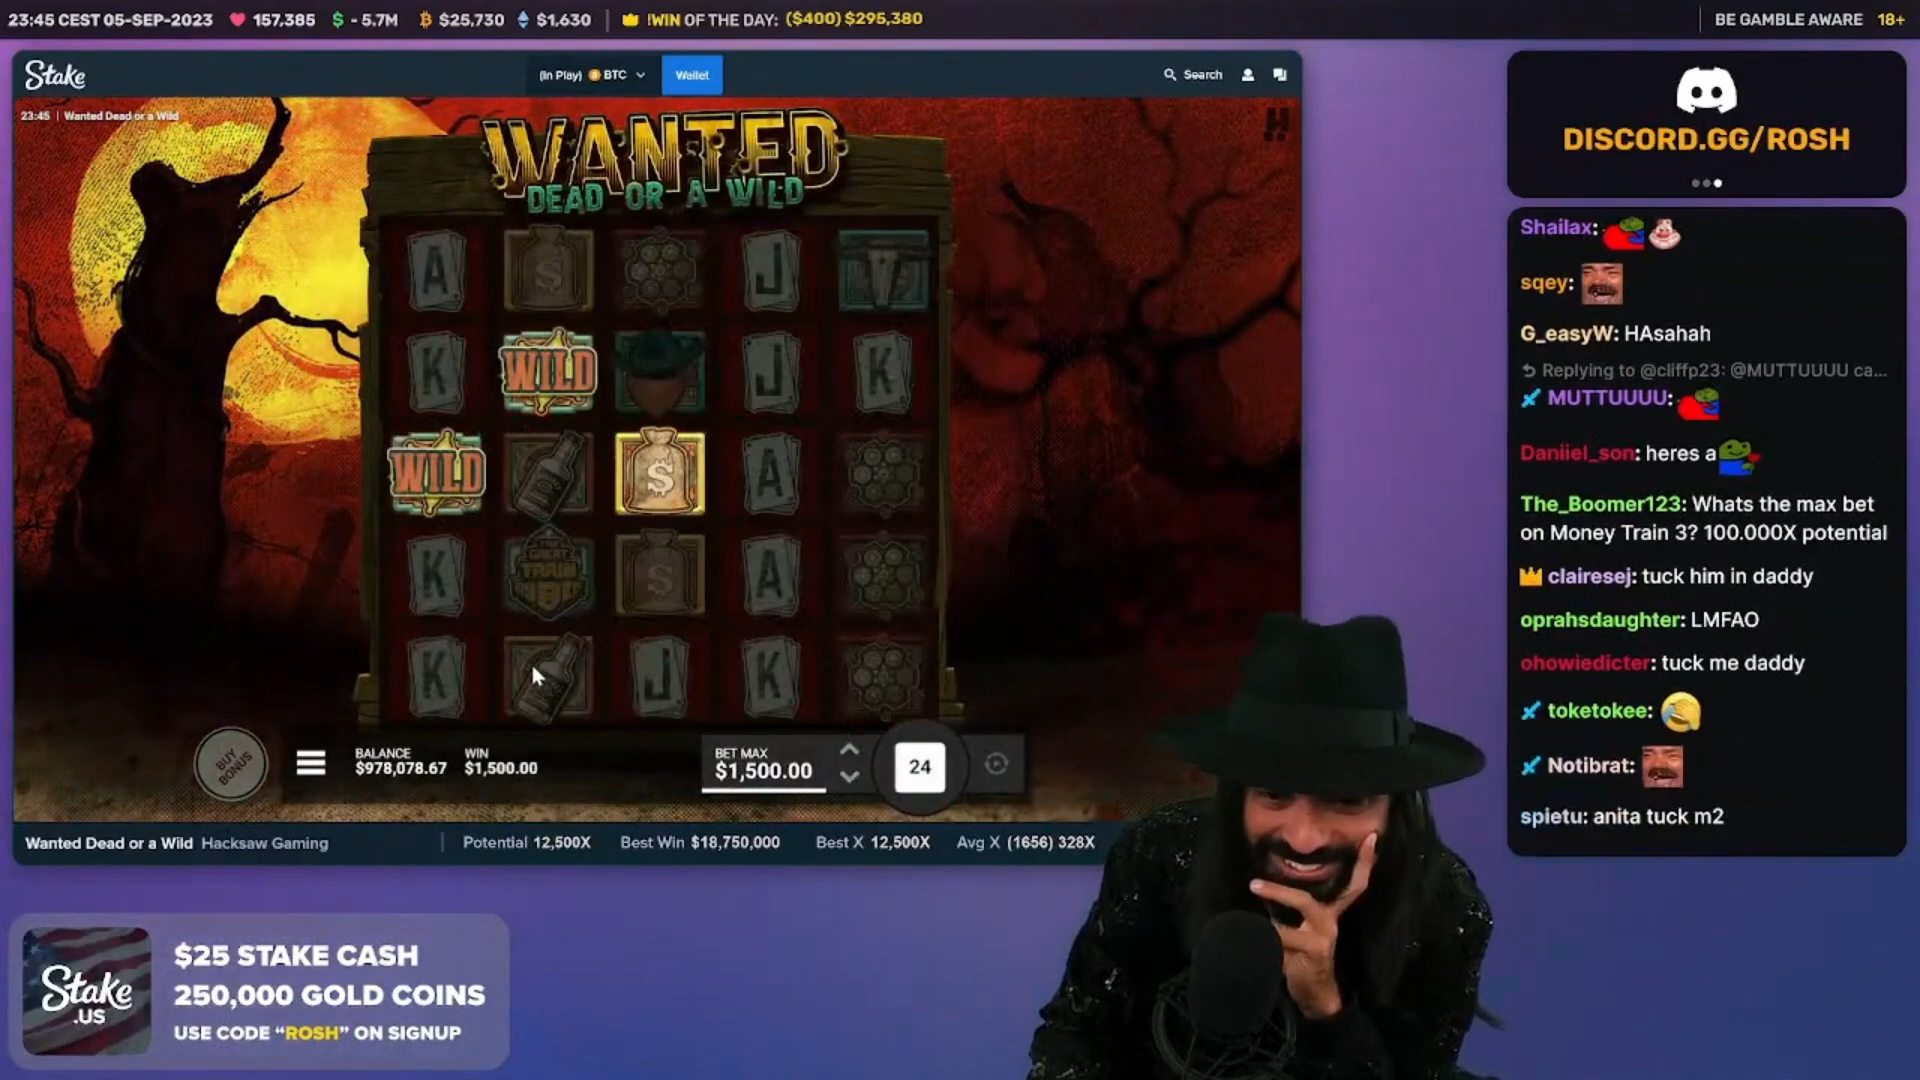 23:45 CEST 05-SEP-2023 157,385 $ - 5.7M $25,730 $1,630 !WIN OF THE DAY: ($400) $295,380 BE GAMBLE AWARE 18+
Stake (In Play) BTC Wallet Search
23:45 | Wanted Dead or a Wild
WANTED
DEAD OR A WILD
A $ J
K WILD J K
WILD $ A
K THE GREAT TRAIN $ A
K J K
BUY BONUS
BALANCE
$978,078.67
WIN
$1,500.00
BET MAX
$1,500.00
24
Wanted Dead or a Wild Hacksaw Gaming Potential 12,500X Best Win $18,750,000 Best X 12,500X Avg X (1656) 328X
Stake
.US
$25 STAKE CASH
250,000 GOLD COINS
USE CODE “ROSH” ON SIGNUP
DISCORD.GG/ROSH
Shailax:
sqey:
G_easyW: HAsahah
Replying to @cliffp23: @MUTTUUUU ca...
MUTTUUUU:
Daniiel_son: heres a
The_Boomer123: Whats the max bet
on Money Train 3? 100.000X potential
clairesej: tuck him in daddy
oprahsdaughter: LMFAO
ohowiedicter: tuck me daddy
toketokee:
Notibrat:
spietu: anita tuck m2